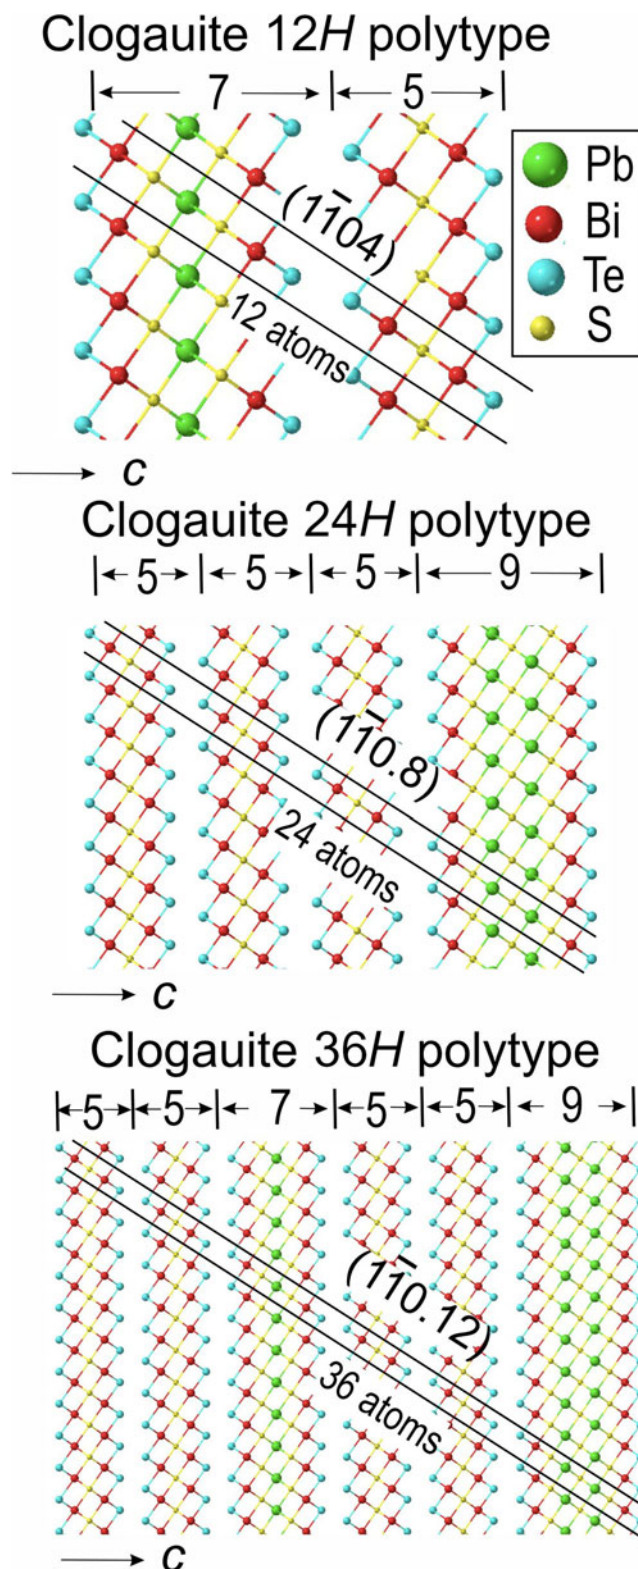 Clogauite 12H polytype
7 5
Pb
Bi
Te
S
(11̅04)
12 atoms
c
Clogauite 24H polytype
5 5 5 9
(11̅0.8)
24 atoms
c
Clogauite 36H polytype
5 5 7 5 5 9
(11̅0.12)
36 atoms
c